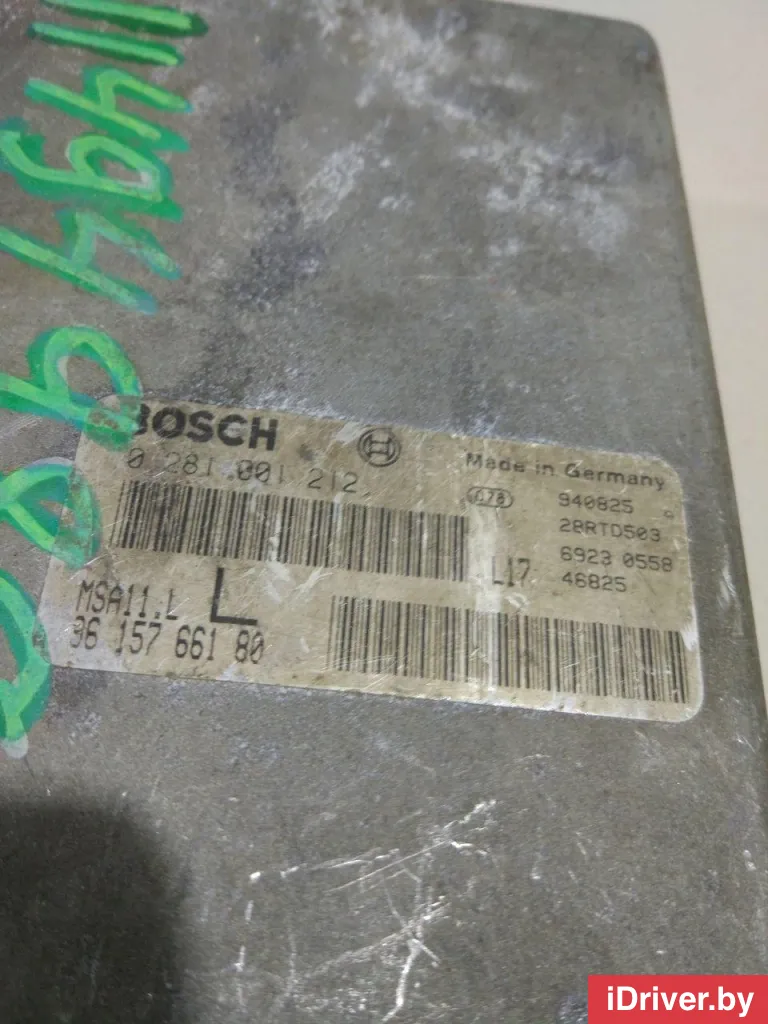 BOSCH
0 281 001 212
Made in Germany
940825
28RTD503
6923 0558
L17
46825
MSA11.L L
96 157 661 80
iDriver.by